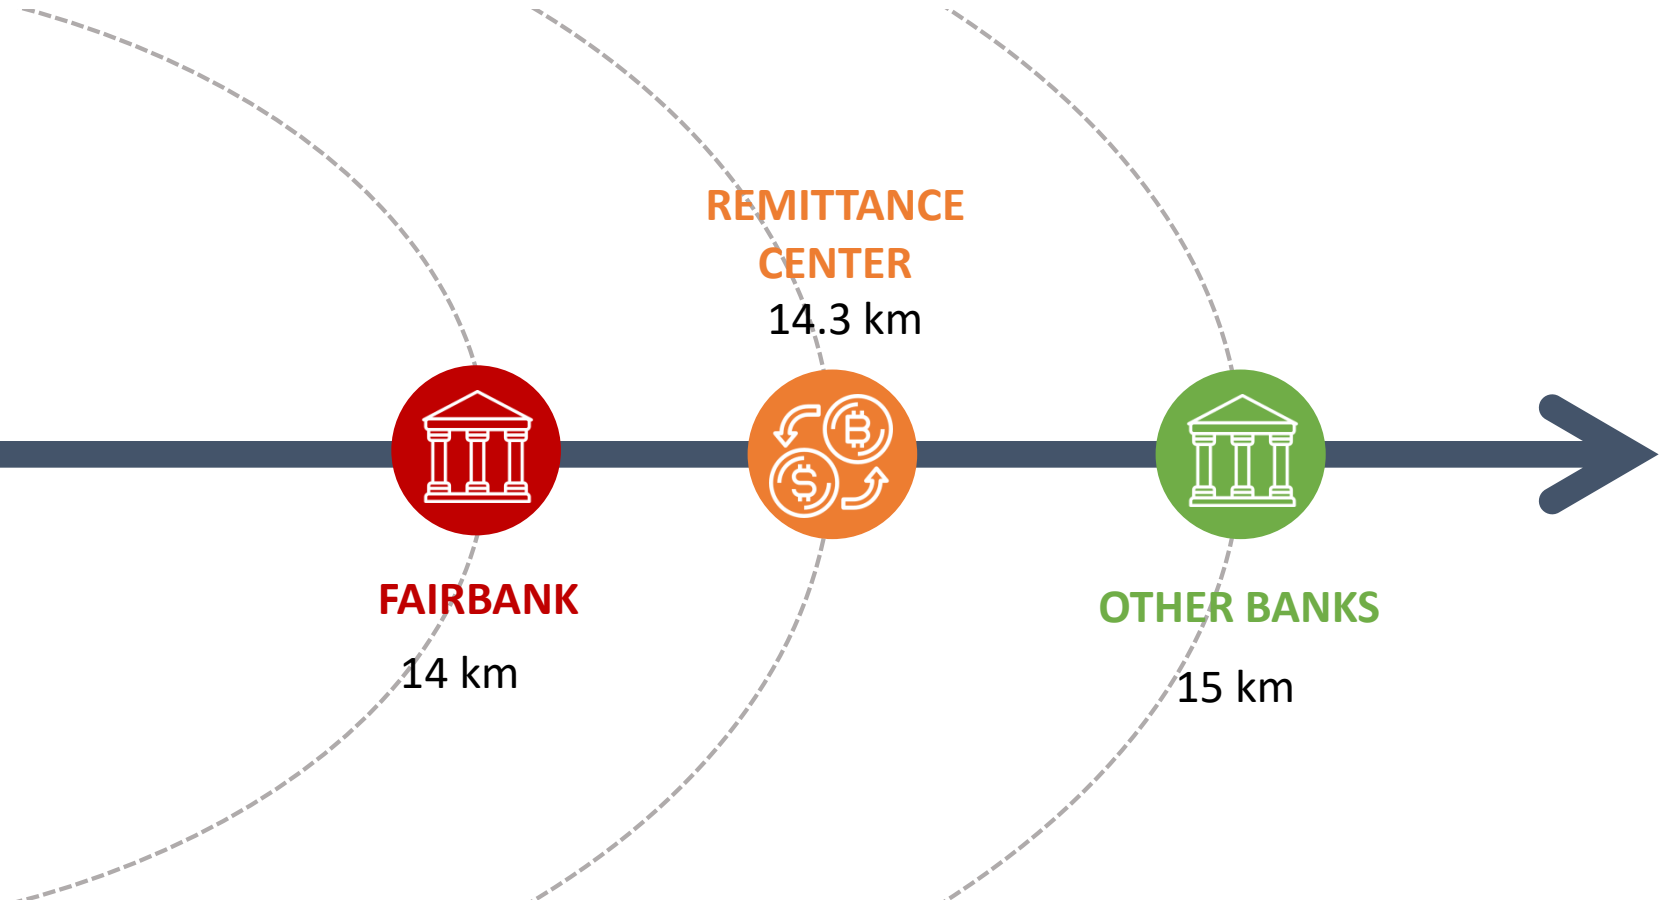 REMITTANCE
CENTER
14.3 km
B
$
FAIRBANK
14 km
OTHER BANKS
15 km